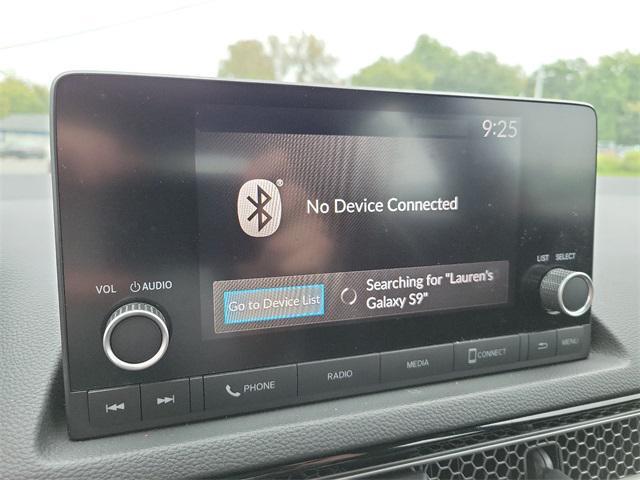 9:25
®
No Device Connected
Go to Device List
Searching for "Lauren's
Galaxy S9"
VOL AUDIO
LIST SELECT
PHONE RADIO MEDIA CONNECT MENU